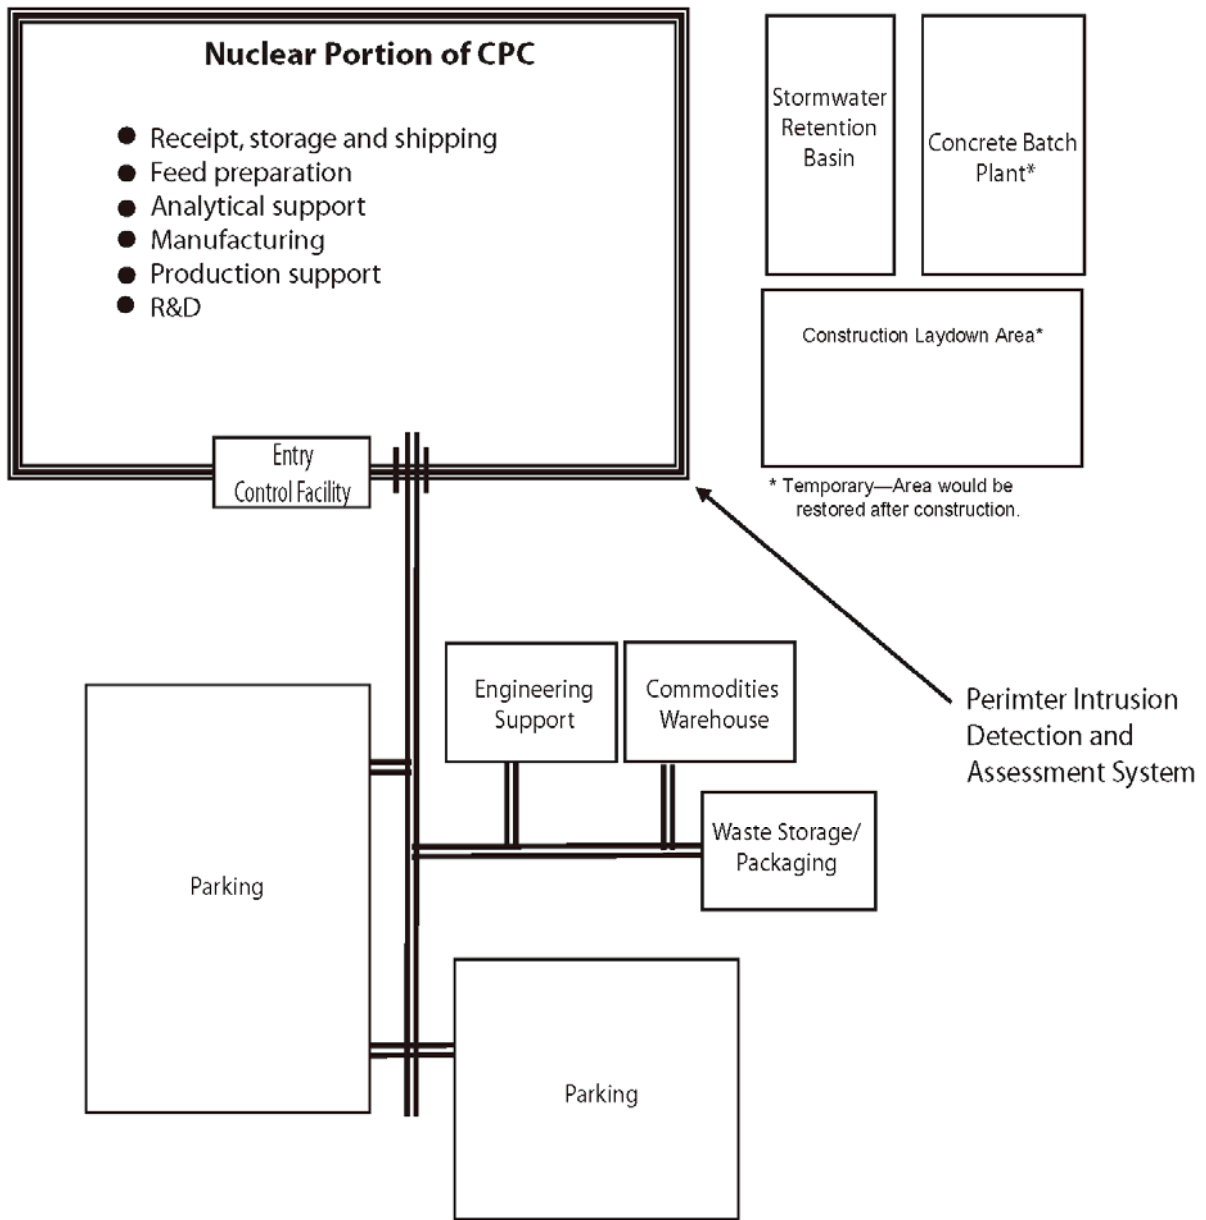 Nuclear Portion of CPC
● Receipt, storage and shipping
● Feed preparation
● Analytical support
● Manufacturing
● Production support
● R&D
Stormwater
Retention
Basin
Concrete Batch
Plant*
Construction Laydown Area*
* Temporary—Area would be
restored after construction.
Entry
Control Facility
Engineering
Support
Commodities
Warehouse
Perimter Intrusion
Detection and
Assessment System
Waste Storage/
Packaging
Parking
Parking